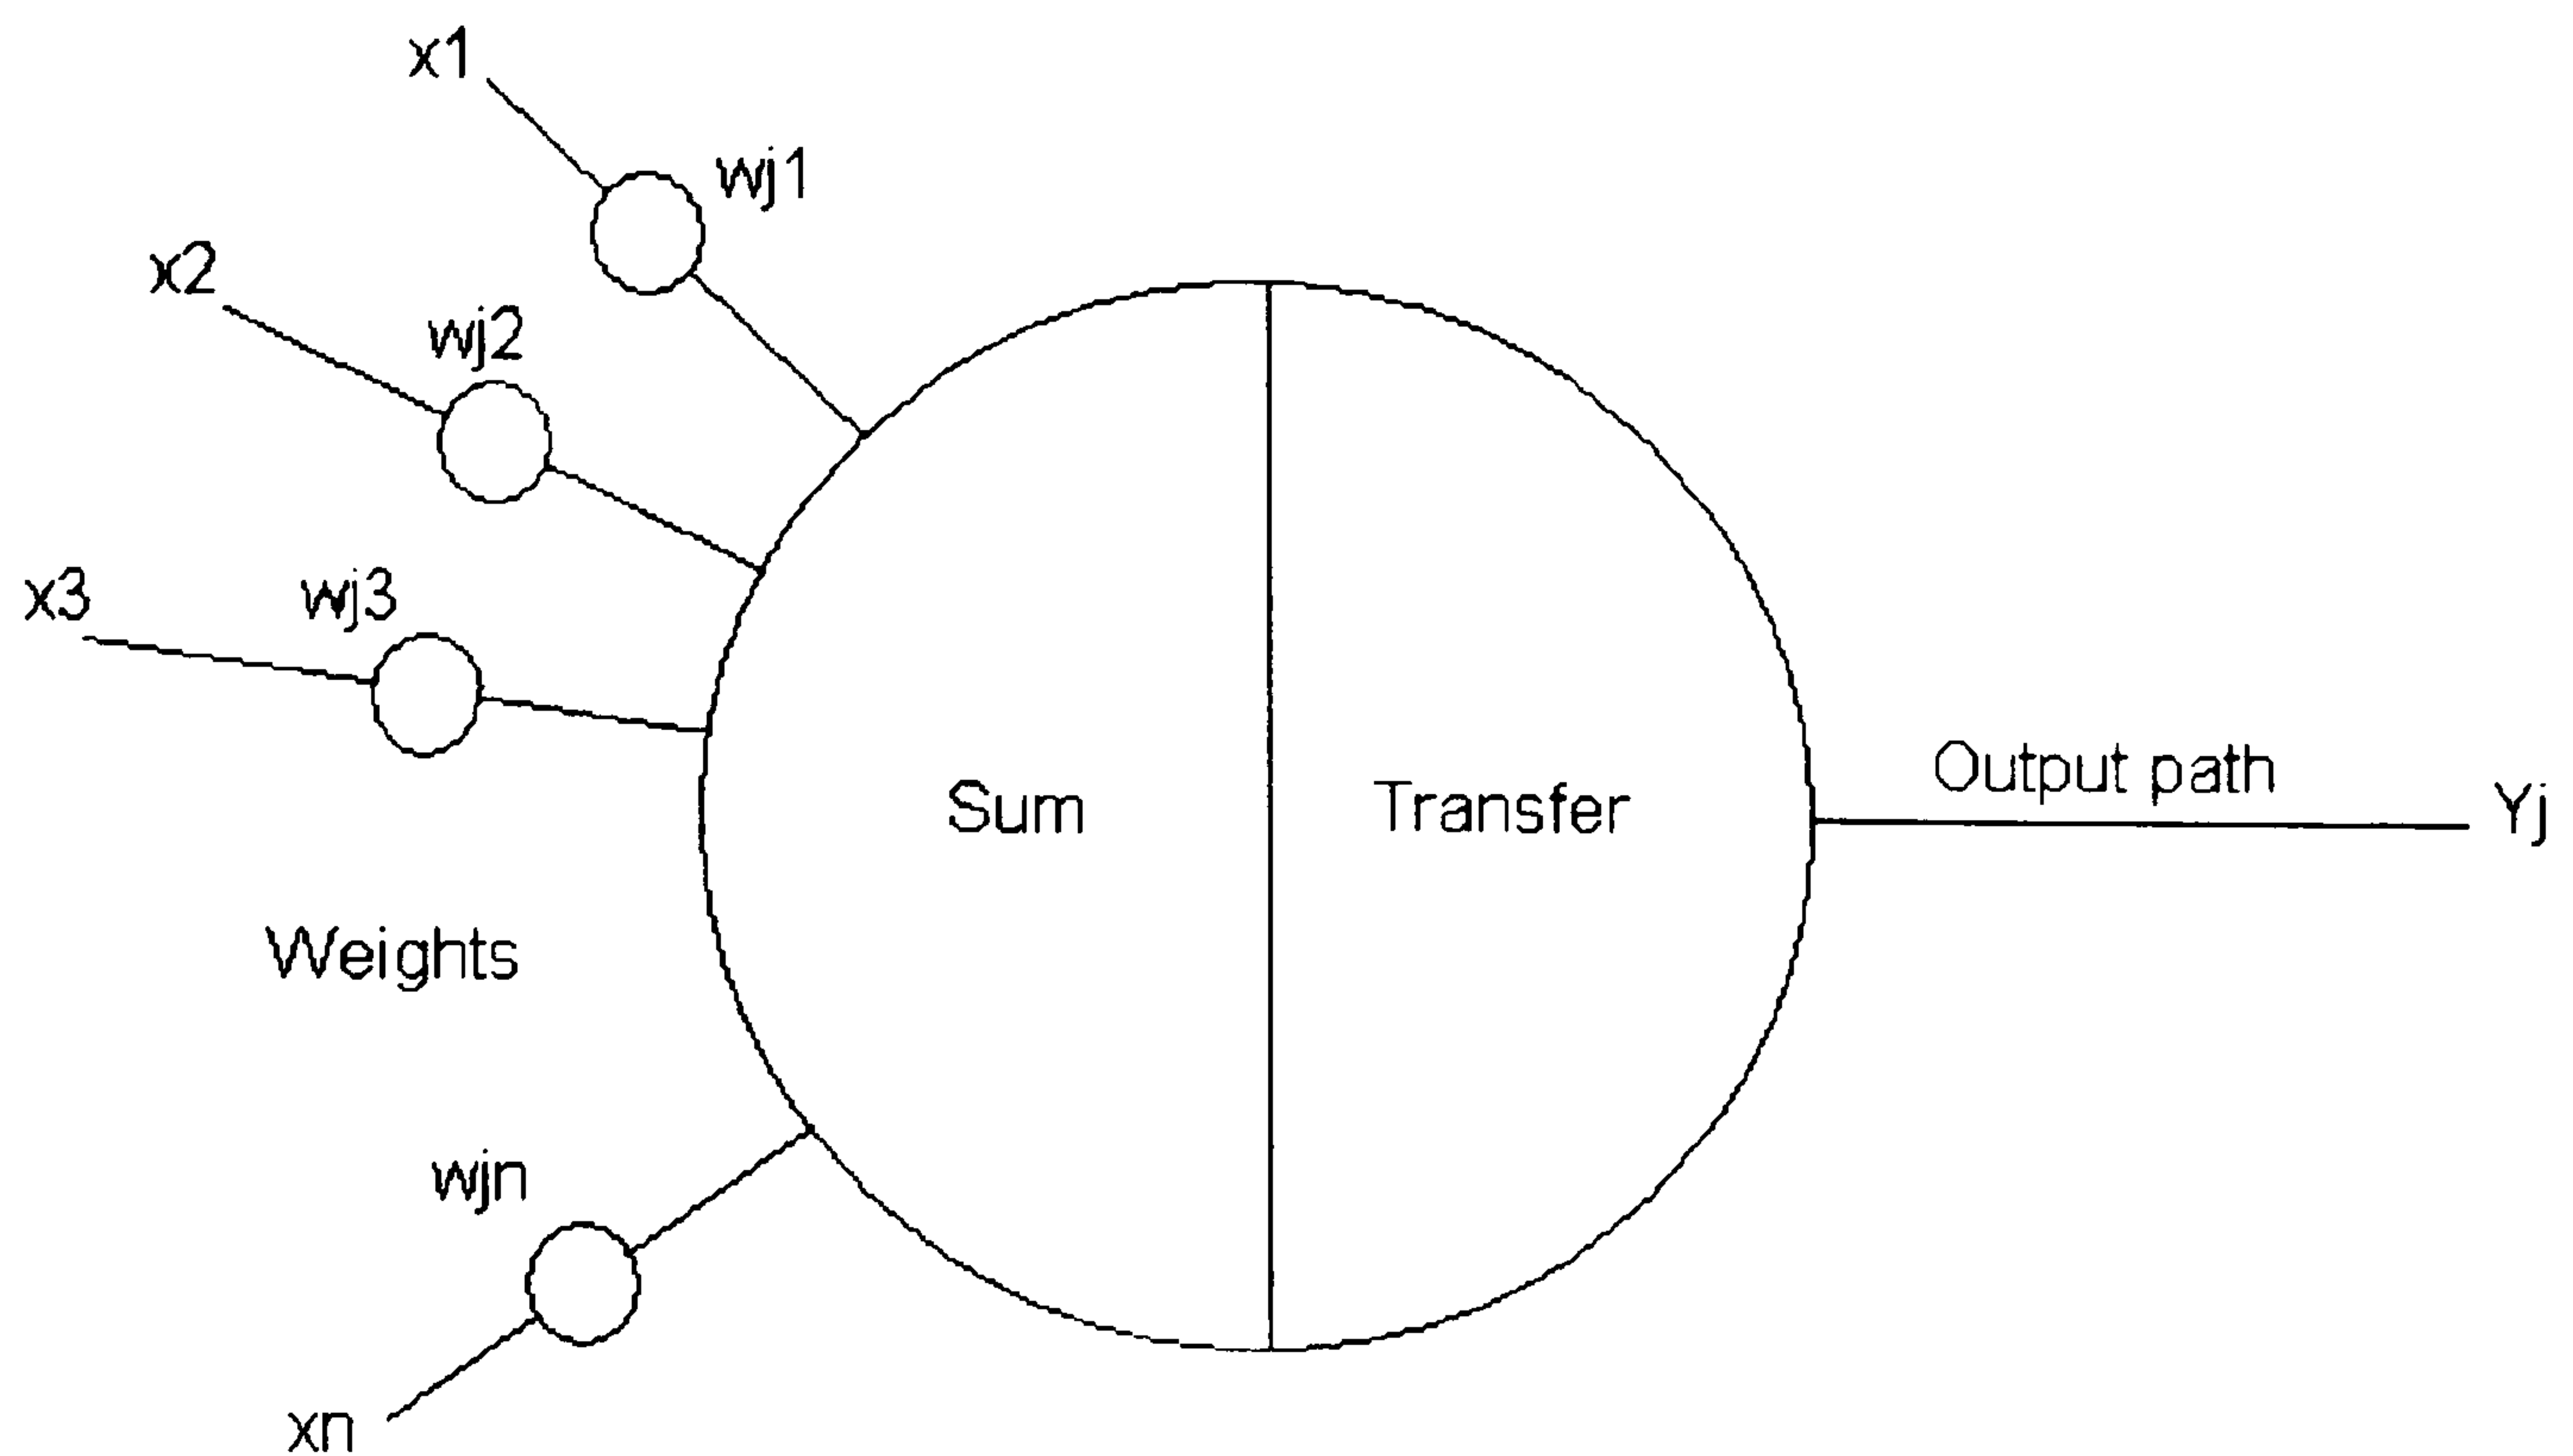 x1
wj1
x2
wj2
x3
wj3
Sum
Transfer
Output path
Yj
Weights
wjn
xn